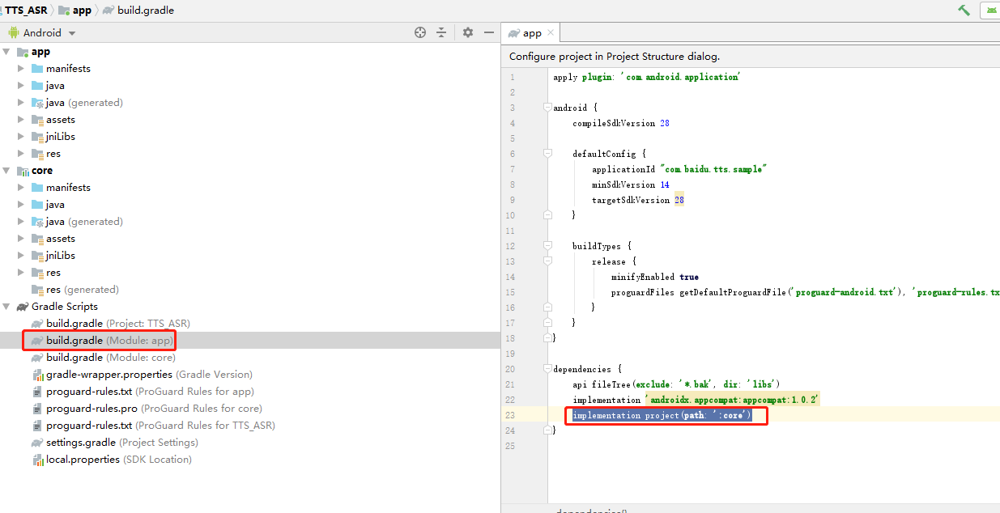 TTS_ASR app build.gradle
Android
app
manifests
java
java (generated)
assets
jniLibs
res
core
manifests
java
java (generated)
assets
jniLibs
res
res (generated)
Gradle Scripts
build.gradle (Project: TTS_ASR)
build.gradle (Module: app)
build.gradle (Module: core)
gradle-wrapper.properties (Gradle Version)
proguard-rules.txt (ProGuard Rules for app)
proguard-rules.pro (ProGuard Rules for core)
proguard-rules.txt (ProGuard Rules for TTS_ASR)
settings.gradle (Project Settings)
local.properties (SDK Location)
app
Configure project in Project Structure dialog.
1 apply plugin: 'com.android.application'
2
3 android {
4 compileSdkVersion 28
5
6 defaultConfig {
7 applicationId "com.baidu.tts.sample"
8 minSdkVersion 14
9 targetSdkVersion 28
10 }
11
12 buildTypes {
13 release {
14 minifyEnabled true
15 proguardFiles getDefaultProguardFile('proguard-android.txt'), 'proguard-rules.tx
16 }
17 }
18 }
19
20 dependencies {
21 api fileTree(exclude: '*.bak', dir: 'libs')
22 implementation 'androidx.appcompat:appcompat:1.0.2'
23 implementation project(path: ':core')
24 }
25
dependencies{}